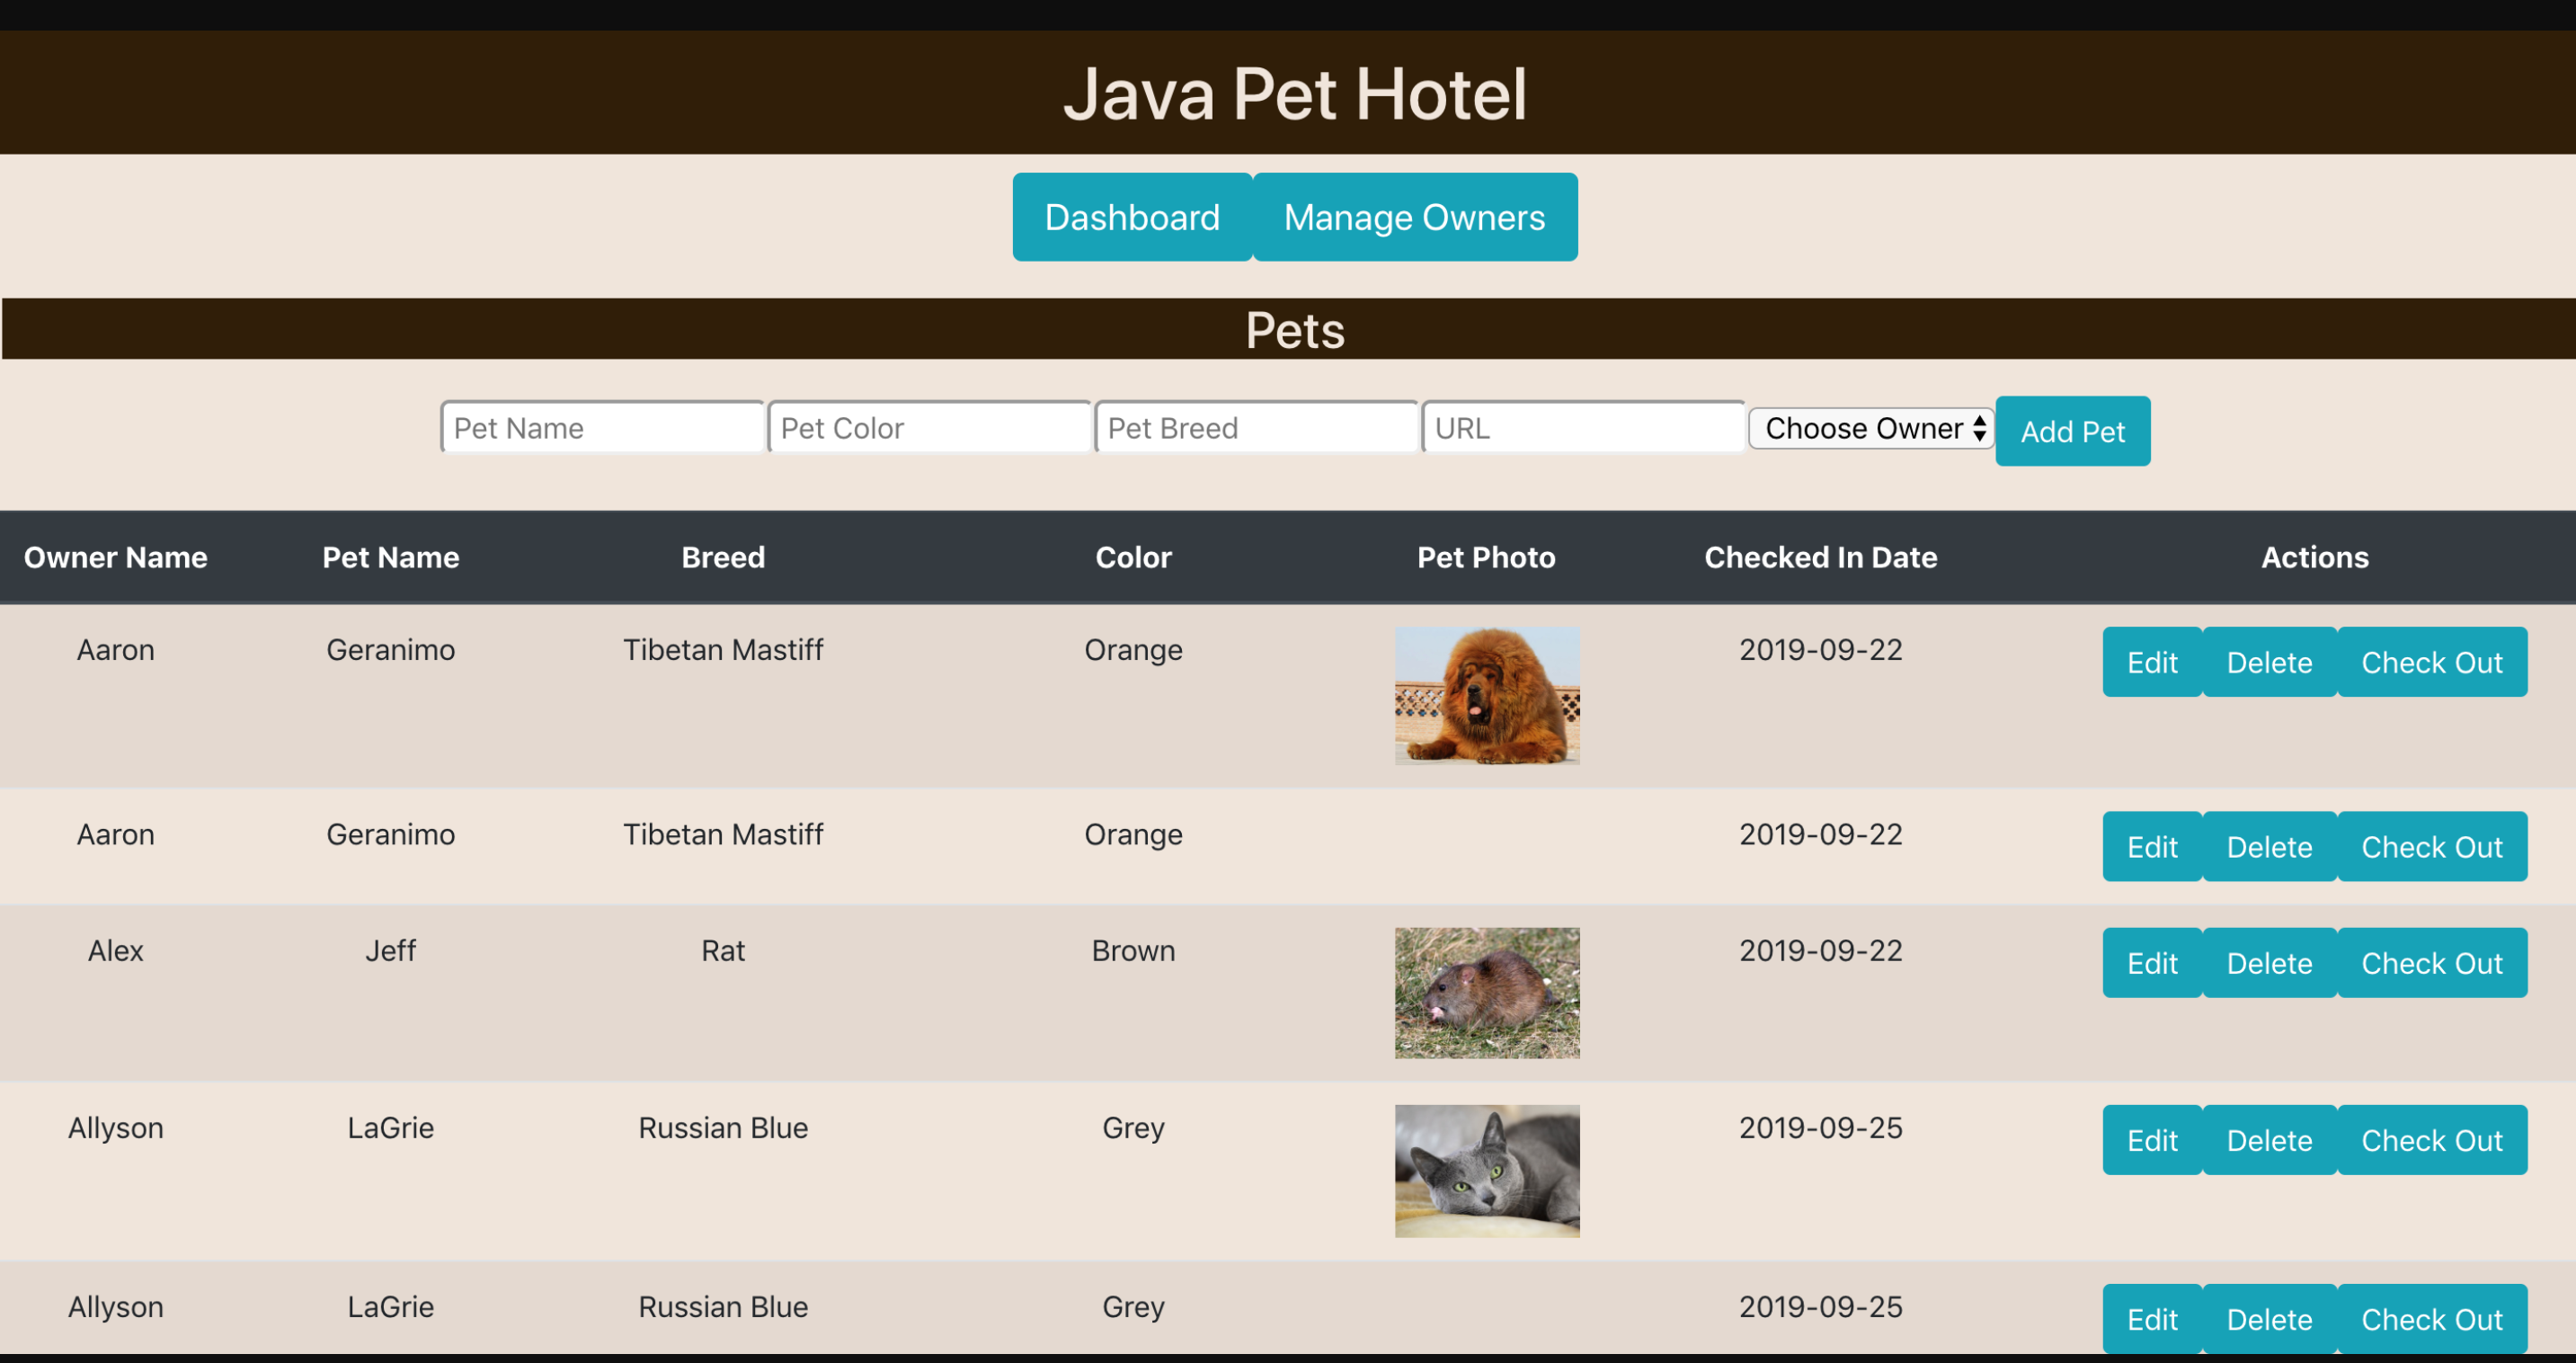 Java Pet Hotel
Dashboard Manage Owners
Pets
Pet Name Pet Color Pet Breed URL Choose Owner Add Pet
Owner Name Pet Name Breed Color Pet Photo Checked In Date Actions
Aaron Geranimo Tibetan Mastiff Orange 2019-09-22 Edit Delete Check Out
Aaron Geranimo Tibetan Mastiff Orange 2019-09-22 Edit Delete Check Out
Alex Jeff Rat Brown 2019-09-22 Edit Delete Check Out
Allyson LaGrie Russian Blue Grey 2019-09-25 Edit Delete Check Out
Allyson LaGrie Russian Blue Grey 2019-09-25 Edit Delete Check Out